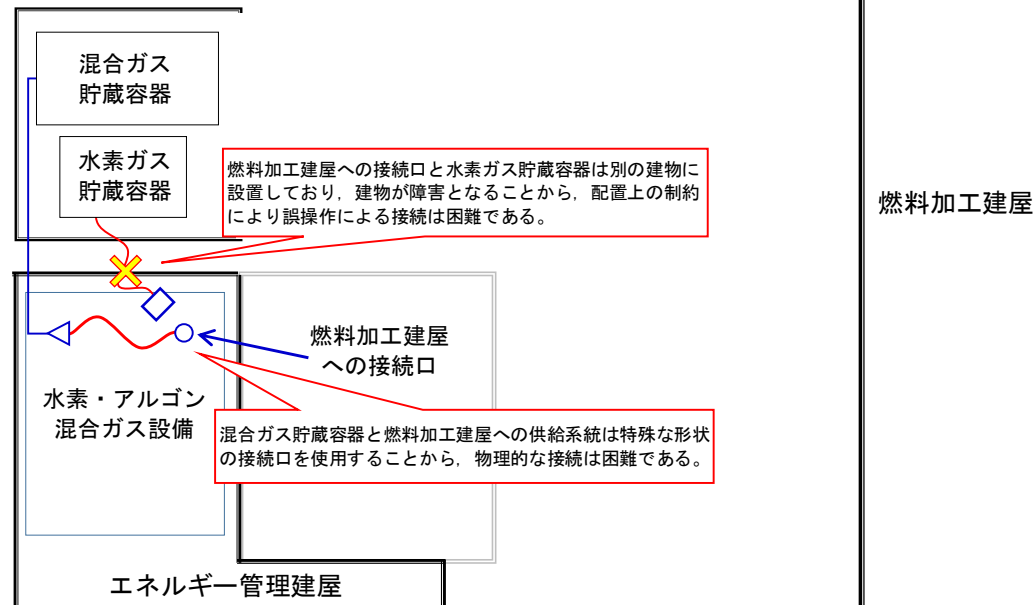 混合ガス
貯蔵容器
水素ガス
貯蔵容器
燃料加工建屋への接続口と水素ガス貯蔵容器は別の建物に
設置しており，建物が障害となることから，配置上の制約
により誤操作による接続は困難である。
燃料加工建屋
燃料加工建屋
への接続口
水素・アルゴン
混合ガス設備
混合ガス貯蔵容器と燃料加工建屋への供給系統は特殊な形状
の接続口を使用することから，物理的な接続は困難である。
エネルギー管理建屋